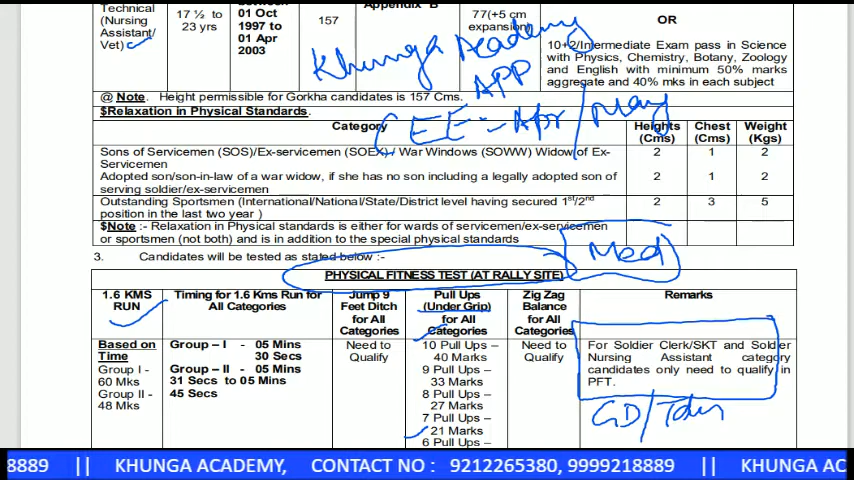 Appendix 'B'
Technical
(Nursing
Assistant/
Vet)
17 ½ to
23 yrs
01 Oct
1997 to
01 Apr
2003
157
77(+5 cm
expansion)
OR
10+2/Intermediate Exam pass in Science
with Physics, Chemistry, Botany, Zoology
and English with minimum 50% marks
aggregate and 40% mks in each subject
Khunga Academy
APP
@ Note. Height permissible for Gorkha candidates is 157 Cms.
$Relaxation in Physical Standards.
CEE - Apr / May
Category
Heights
(Cms)
Chest
(Cms)
Weight
(Kgs)
Sons of Servicemen (SOS)/Ex-servicemen (SOEX) / War Windows (SOWW) Widow of Ex-
Servicemen
2 1 2
Adopted son/son-in-law of a war widow, if she has no son including a legally adopted son of
serving soldier/ex-servicemen
2 1 2
Outstanding Sportsmen (International/National/State/District level having secured 1st/2nd
position in the last two year )
2 3 5
$Note :- Relaxation in Physical standards is either for wards of servicemen/ex-servicemen
or sportsmen (not both) and is in addition to the special physical standards
Med
3. Candidates will be tested as stated below :-
PHYSICAL FITNESS TEST (AT RALLY SITE)
1.6 KMS
RUN
Timing for 1.6 Kms Run for
All Categories
Jump 9
Feet Ditch
for All
Categories
Pull Ups
(Under Grip)
for All
Categories
Zig Zag
Balance
for All
Categories
Remarks
Based on
Time
Group I -
60 Mks
Group II -
48 Mks
Group – I - 05 Mins
30 Secs
Group – II - 05 Mins
31 Secs to 05 Mins
45 Secs
Need to
Qualify
10 Pull Ups –
40 Marks
9 Pull Ups –
33 Marks
8 Pull Ups –
27 Marks
7 Pull Ups –
21 Marks
6 Pull Ups –
Need to
Qualify
For Soldier Clerk/SKT and Soldier
Nursing Assistant category
candidates only need to qualify in
PFT.
GD/Tdn
8889 || KHUNGA ACADEMY, CONTACT NO : 9212265380, 9999218889 || KHUNGA AC